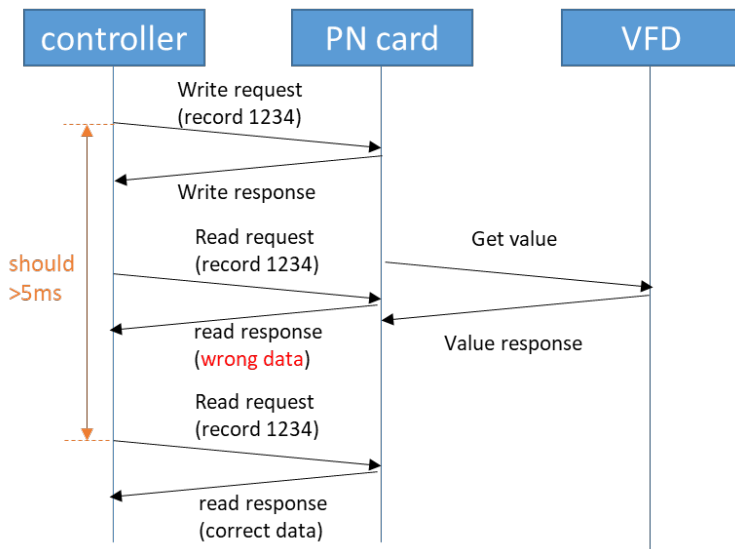 controller
PN card
VFD
Write request
(record 1234)
Write response
Read request
(record 1234)
Get value
should
>5ms
read response
(wrong data)
Value response
Read request
(record 1234)
read response
(correct data)